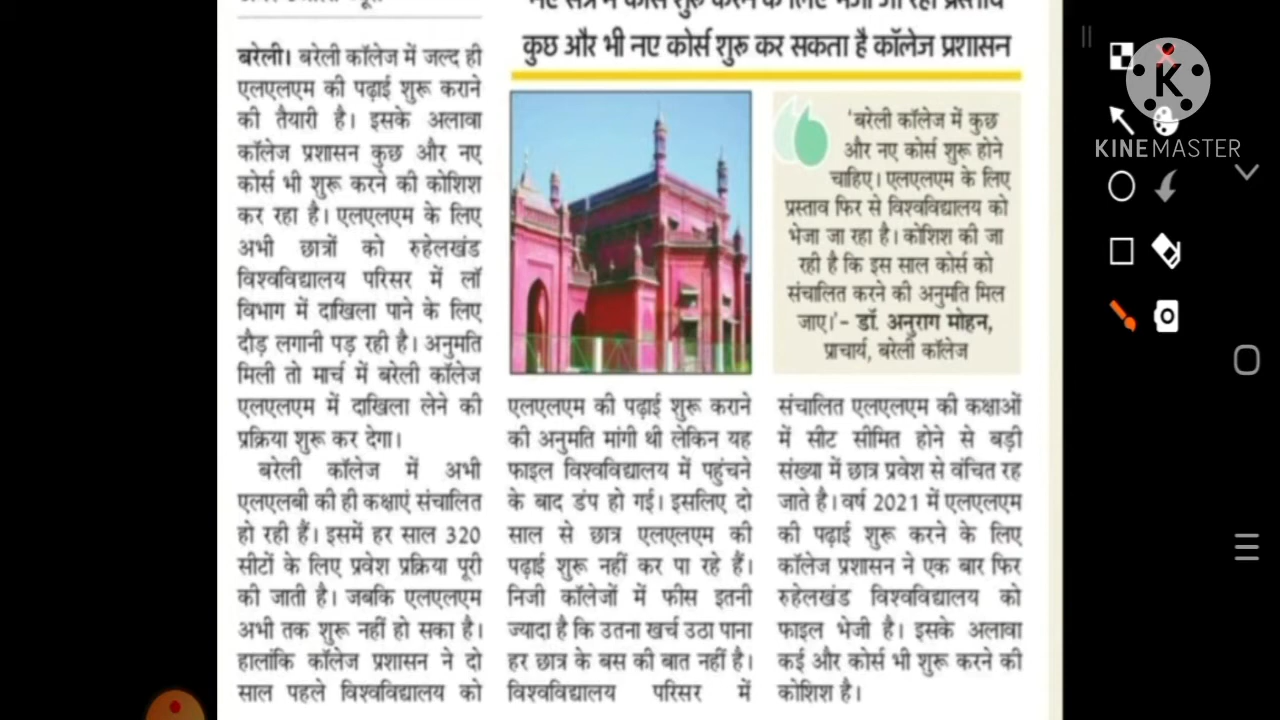 नए सत्र में कोर्स शुरू करने के लिए भेजा जा रहा प्रस्ताव
कुछ और भी नए कोर्स शुरू कर सकता है कॉलेज प्रशासन
बरेली। बरेली कॉलेज में जल्द ही
एलएलएम की पढ़ाई शुरू कराने
की तैयारी है। इसके अलावा
कॉलेज प्रशासन कुछ और नए
कोर्स भी शुरू करने की कोशिश
कर रहा है। एलएलएम के लिए
अभी छात्रों को रुहेलखंड
विश्वविद्यालय परिसर में लॉ
विभाग में दाखिला पाने के लिए
दौड़ लगानी पड़ रही है। अनुमति
मिली तो मार्च में बरेली कॉलेज
एलएलएम में दाखिला लेने की
प्रक्रिया शुरू कर देगा।
बरेली कॉलेज में अभी
एलएलबी की ही कक्षाएं संचालित
हो रही हैं। इसमें हर साल 320
सीटों के लिए प्रवेश प्रक्रिया पूरी
की जाती है। जबकि एलएलएम
अभी तक शुरू नहीं हो सका है।
हालांकि कॉलेज प्रशासन ने दो
साल पहले विश्वविद्यालय को
एलएलएम की पढ़ाई शुरू कराने
की अनुमति मांगी थी लेकिन यह
फाइल विश्वविद्यालय में पहुंचने
के बाद डंप हो गई। इसलिए दो
साल से छात्र एलएलएम की
पढ़ाई शुरू नहीं कर पा रहे हैं।
निजी कॉलेजों में फीस इतनी
ज्यादा है कि उतना खर्च उठा पाना
हर छात्र के बस की बात नहीं है।
विश्वविद्यालय परिसर में
'बरेली कॉलेज में कुछ
और नए कोर्स शुरू होने
चाहिए। एलएलएम के लिए
प्रस्ताव फिर से विश्वविद्यालय को
भेजा जा रहा है। कोशिश की जा
रही है कि इस साल कोर्स को
संचालित करने की अनुमति मिल
जाए।'- डॉ. अनुराग मोहन,
प्राचार्य, बरेली कॉलेज
संचालित एलएलएम की कक्षाओं
में सीट सीमित होने से बड़ी
संख्या में छात्र प्रवेश से वंचित रह
जाते है। वर्ष 2021 में एलएलएम
की पढ़ाई शुरू करने के लिए
कॉलेज प्रशासन ने एक बार फिर
रुहेलखंड विश्वविद्यालय को
फाइल भेजी है। इसके अलावा
कई और कोर्स भी शुरू करने की
कोशिश है।
K
KINEMASTER